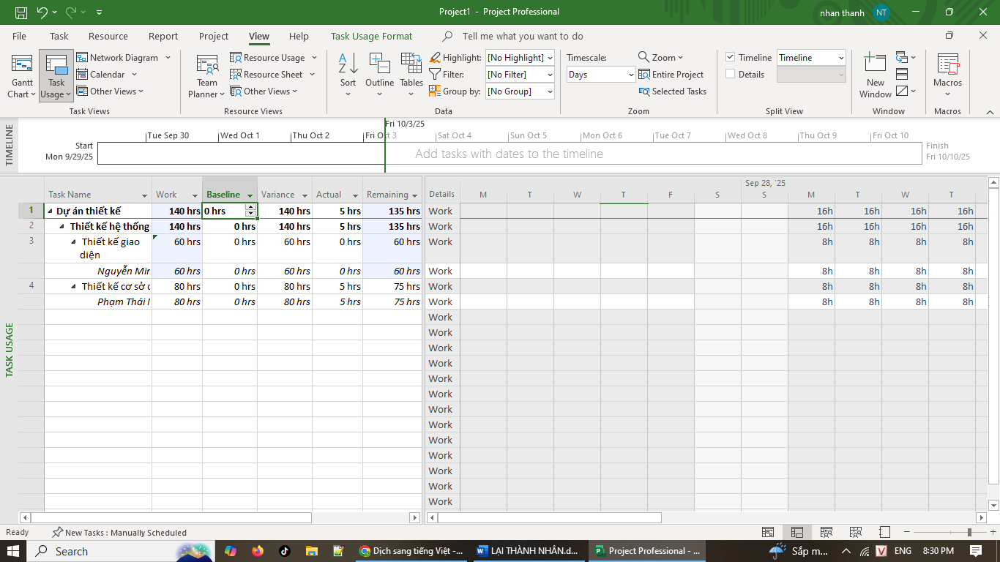 Project1 - Project Professional
nhan thanh NT
File Task Resource Report Project View Help Task Usage Format Tell me what you want to do
Gantt Chart
Task Usage
Network Diagram
Calendar
Other Views
Task Views
Team Planner
Resource Usage
Resource Sheet
Other Views
Resource Views
Sort
Outline
Tables
Highlight: [No Highlight]
Filter: [No Filter]
Group by: [No Group]
Data
Timescale:
Days
Zoom
Entire Project
Selected Tasks
Zoom
Timeline Timeline
Details
Split View
New Window
Window
Macros
Macros
TIMELINE
Fri 10/3/25
Tue Sep 30 Wed Oct 1 Thu Oct 2 Fri Oct 3 Sat Oct 4 Sun Oct 5 Mon Oct 6 Tue Oct 7 Wed Oct 8 Thu Oct 9 Fri Oct 10
Start
Mon 9/29/25
Add tasks with dates to the timeline
Finish
Fri 10/10/25
Sep 28, '25
Task Name Work Baseline Variance Actual Remaining Details M T W T F S S M T W T
1 Dự án thiết kế 140 hrs 0 hrs 140 hrs 5 hrs 135 hrs Work 16h 16h 16h 16h
2 Thiết kế hệ thống 140 hrs 0 hrs 140 hrs 5 hrs 135 hrs Work 16h 16h 16h 16h
3 Thiết kế giao 60 hrs 0 hrs 60 hrs 0 hrs 60 hrs Work 8h 8h 8h 8h
diện
Nguyễn Mir 60 hrs 0 hrs 60 hrs 0 hrs 60 hrs Work 8h 8h 8h 8h
4 Thiết kế cơ sở 80 hrs 0 hrs 80 hrs 5 hrs 75 hrs Work 8h 8h 8h 8h
Phạm Thái 80 hrs 0 hrs 80 hrs 5 hrs 75 hrs Work 8h 8h 8h 8h
Work
Work
Work
Work
Work
Work
Work
Work
Work
Work
Work
Work
Work
TASK USAGE
Ready New Tasks : Manually Scheduled
Search
Dịch sang tiếng Việt -...
W LẠI THÀNH NHÂN.d...
P Project Professional - ...
Sắp m...
V ENG 8:30 PM